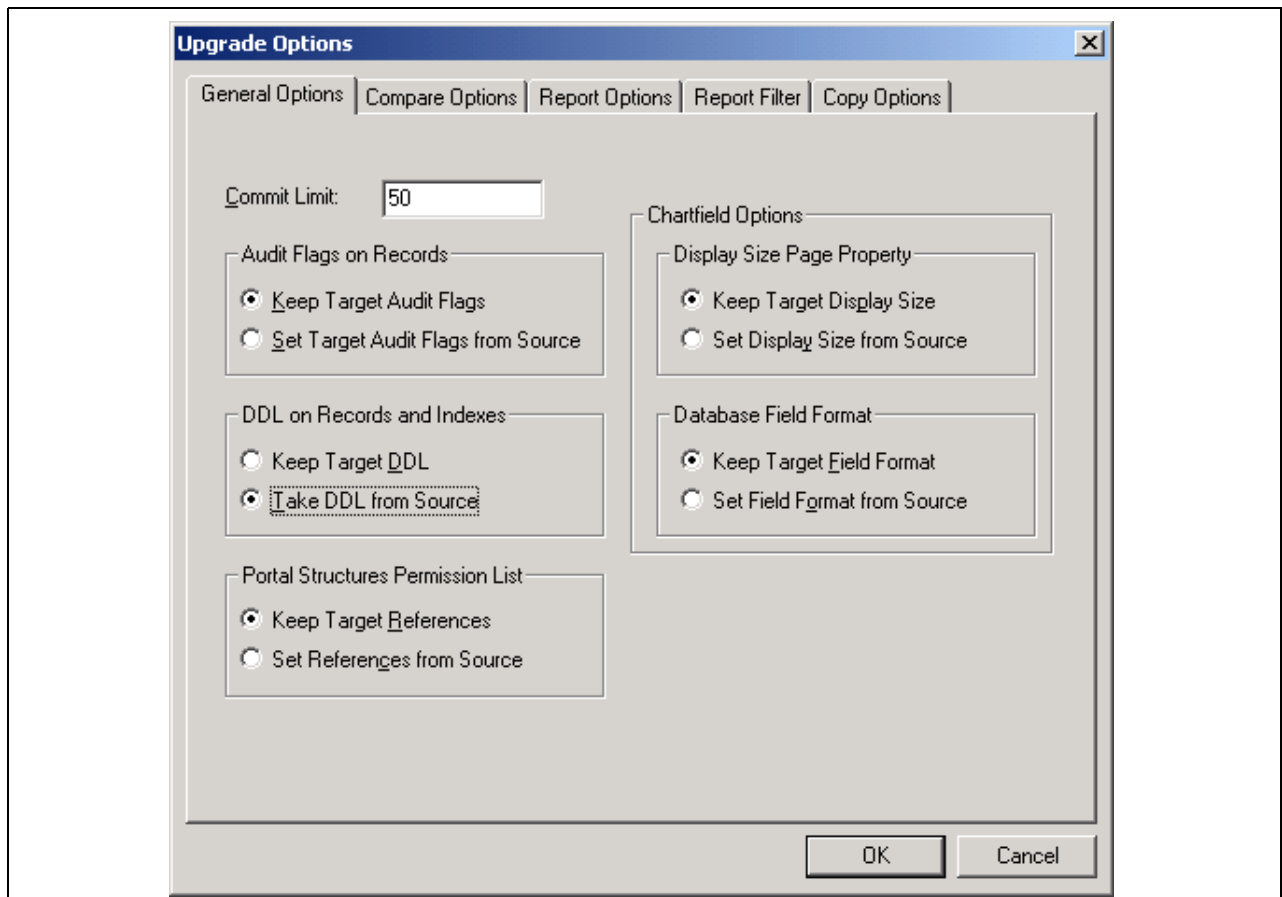 Upgrade Options
General Options
Compare Options
Report Options
Report Filter
Copy Options
Commit Limit:
50
Audit Flags on Records
Keep Target Audit Flags
Set Target Audit Flags from Source
DDL on Records and Indexes
Keep Target DDL
Take DDL from Source
Portal Structures Permission List
Keep Target References
Set References from Source
Chartfield Options
Display Size Page Property
Keep Target Display Size
Set Display Size from Source
Database Field Format
Keep Target Field Format
Set Field Format from Source
OK
Cancel